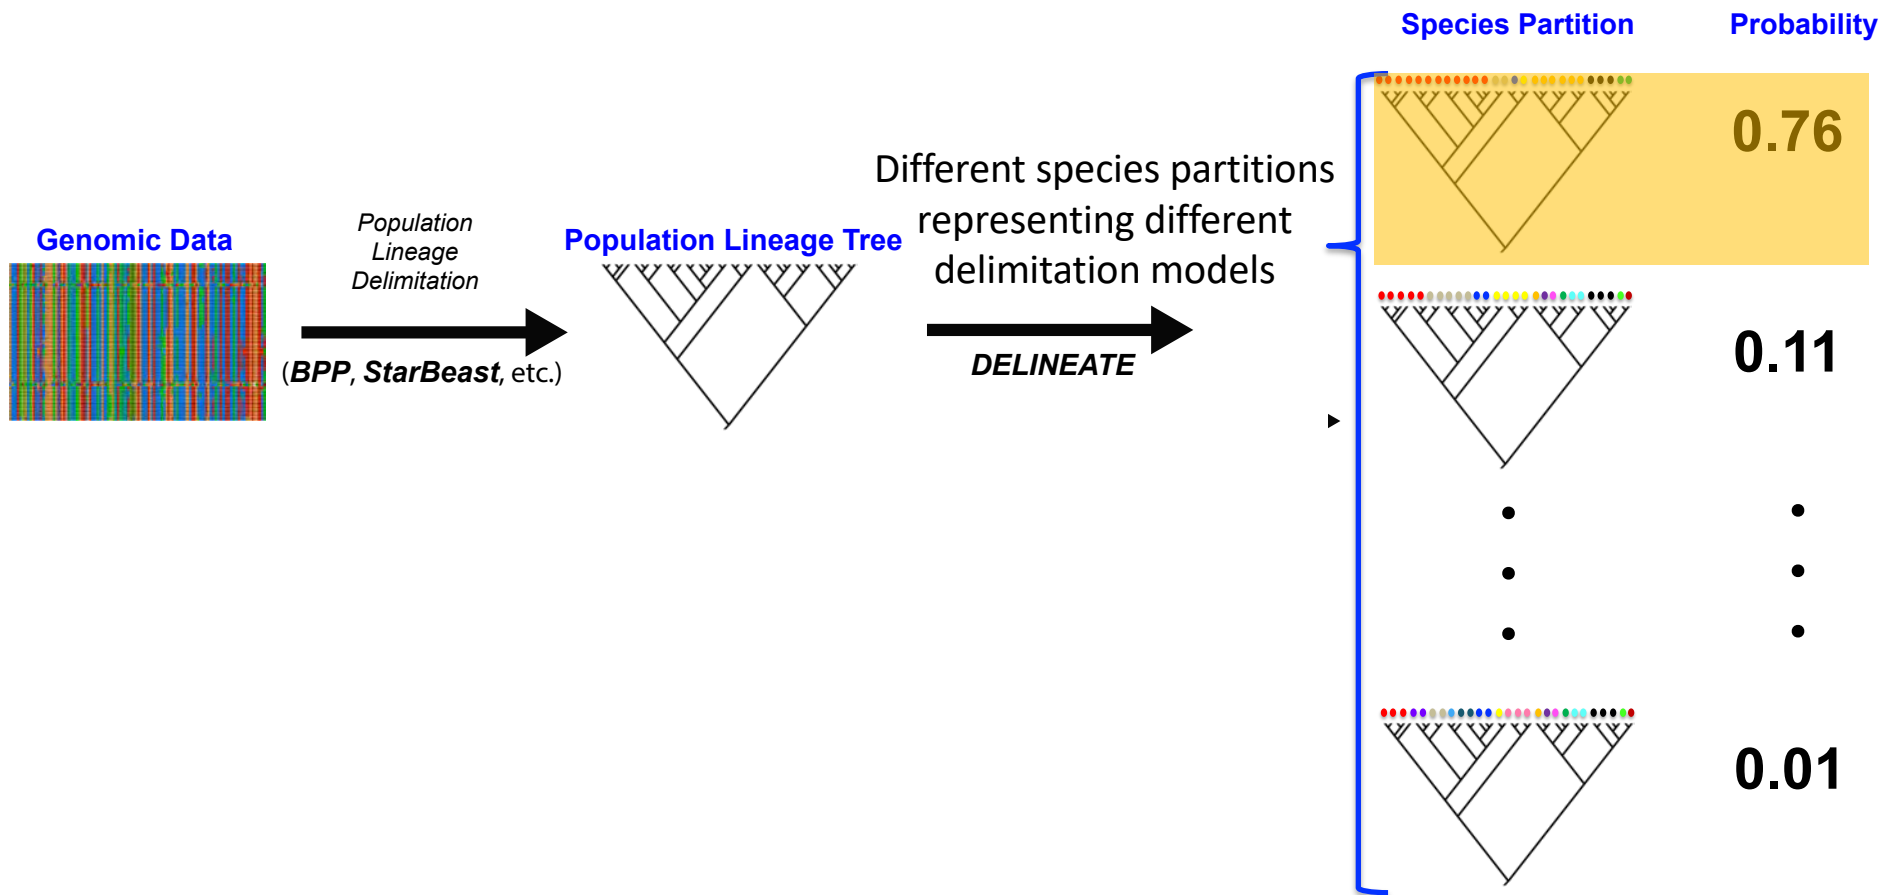 Genomic Data
Population
Lineage
Delimitation
(BPP, StarBeast, etc.)
Population Lineage Tree
Different species partitions
representing different
delimitation models
DELINEATE
Species Partition
Probability
0.76
0.11
0.01